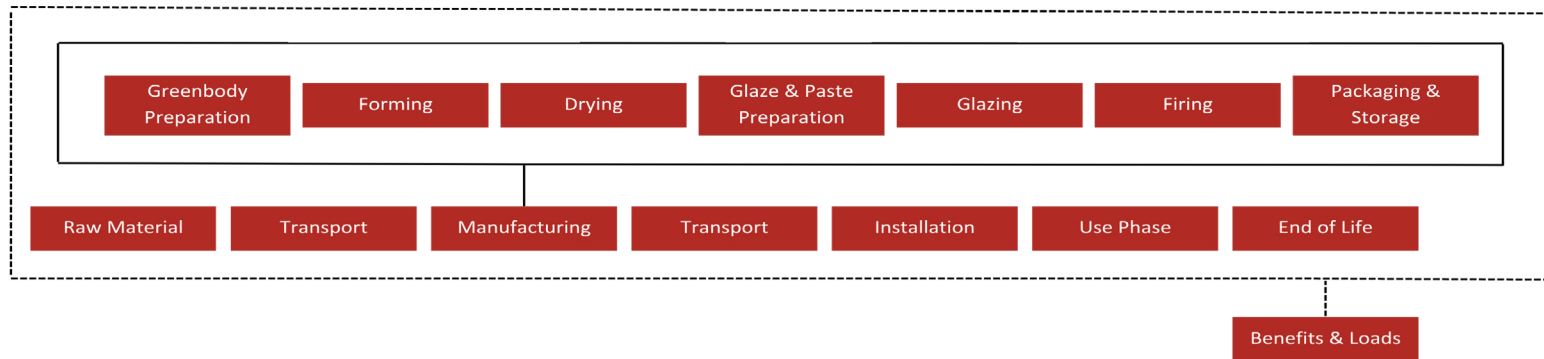 Greenbody
Preparation
Forming
Drying
Glaze & Paste
Preparation
Glazing
Firing
Packaging &
Storage
Raw Material
Transport
Manufacturing
Transport
Installation
Use Phase
End of Life
Benefits & Loads